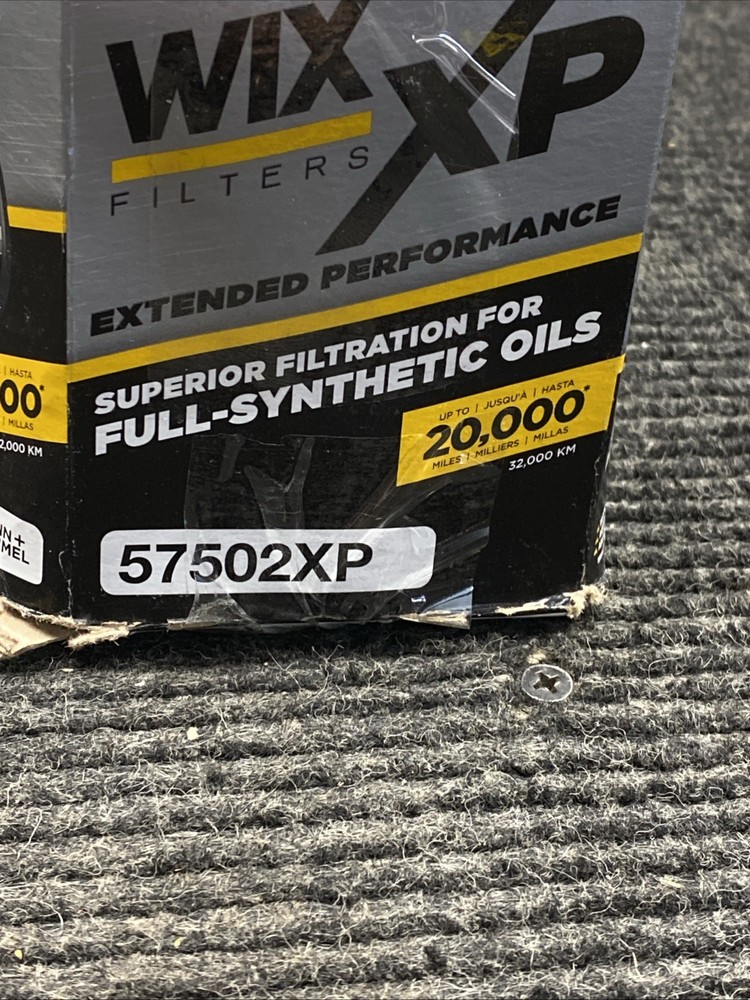 WIX XP
FILTERS
EXTENDED PERFORMANCE
SUPERIOR FILTRATION FOR
FULL-SYNTHETIC OILS
UP TO | JUSQU'À | HASTA
20,000*
MILES | MILLIERS | MILLAS
32,000 KM
57502XP
| HASTA
00*
| MILLAS
2,000 KM
N+
MEL